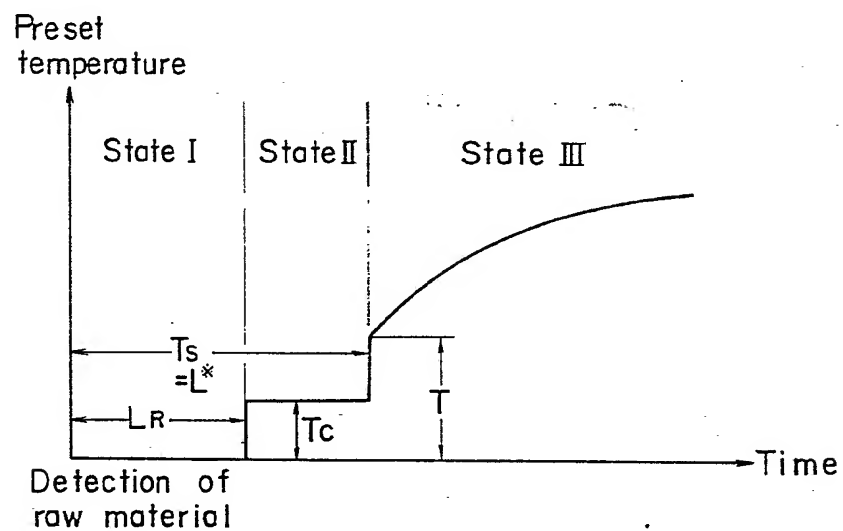 Preset
temperature
State I
State II
State III
Ts
=L*
LR
Tc
T
Time
Detection of
raw material